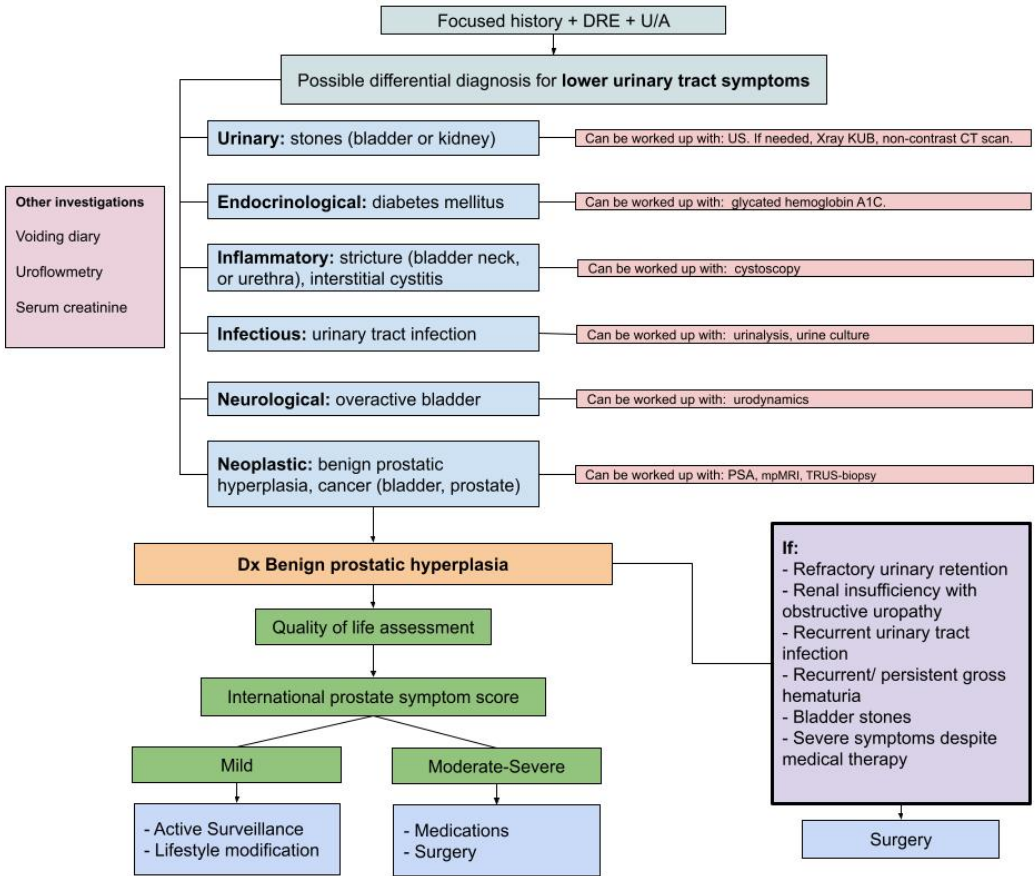 Focused history + DRE + U/A
Possible differential diagnosis for lower urinary tract symptoms
Urinary: stones (bladder or kidney)
Can be worked up with: US. If needed, Xray KUB, non-contrast CT scan.
Other investigations
Voiding diary
Uroflowmetry
Serum creatinine
Endocrinological: diabetes mellitus
Can be worked up with: glycated hemoglobin A1C.
Inflammatory: stricture (bladder neck,
or urethra), interstitial cystitis
Can be worked up with: cystoscopy
Infectious: urinary tract infection
Can be worked up with: urinalysis, urine culture
Neurological: overactive bladder
Can be worked up with: urodynamics
Neoplastic: benign prostatic
hyperplasia, cancer (bladder, prostate)
Can be worked up with: PSA, mpMRI, TRUS-biopsy
Dx Benign prostatic hyperplasia
If:
- Refractory urinary retention
- Renal insufficiency with
obstructive uropathy
- Recurrent urinary tract
infection
- Recurrent/ persistent gross
hematuria
- Bladder stones
- Severe symptoms despite
medical therapy
Quality of life assessment
International prostate symptom score
Mild
Moderate-Severe
- Active Surveillance
- Lifestyle modification
- Medications
- Surgery
Surgery